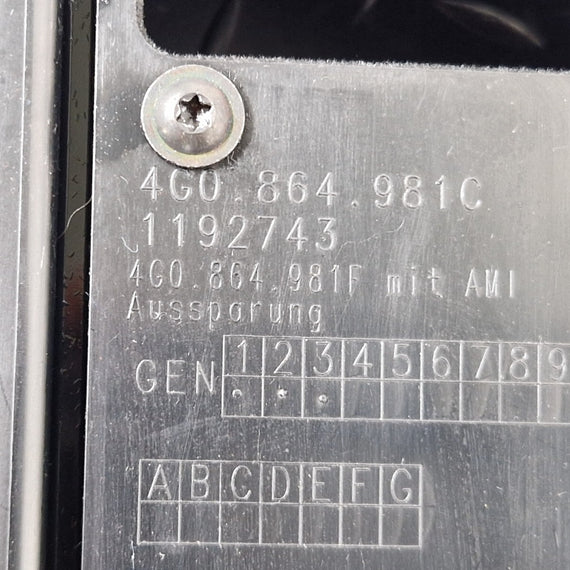 4G0.864.981C
1192743
4G0.864.981F mit AMI
Aussparung
GEN 1 2 3 4 5 6 7 8 9
A B C D E F G